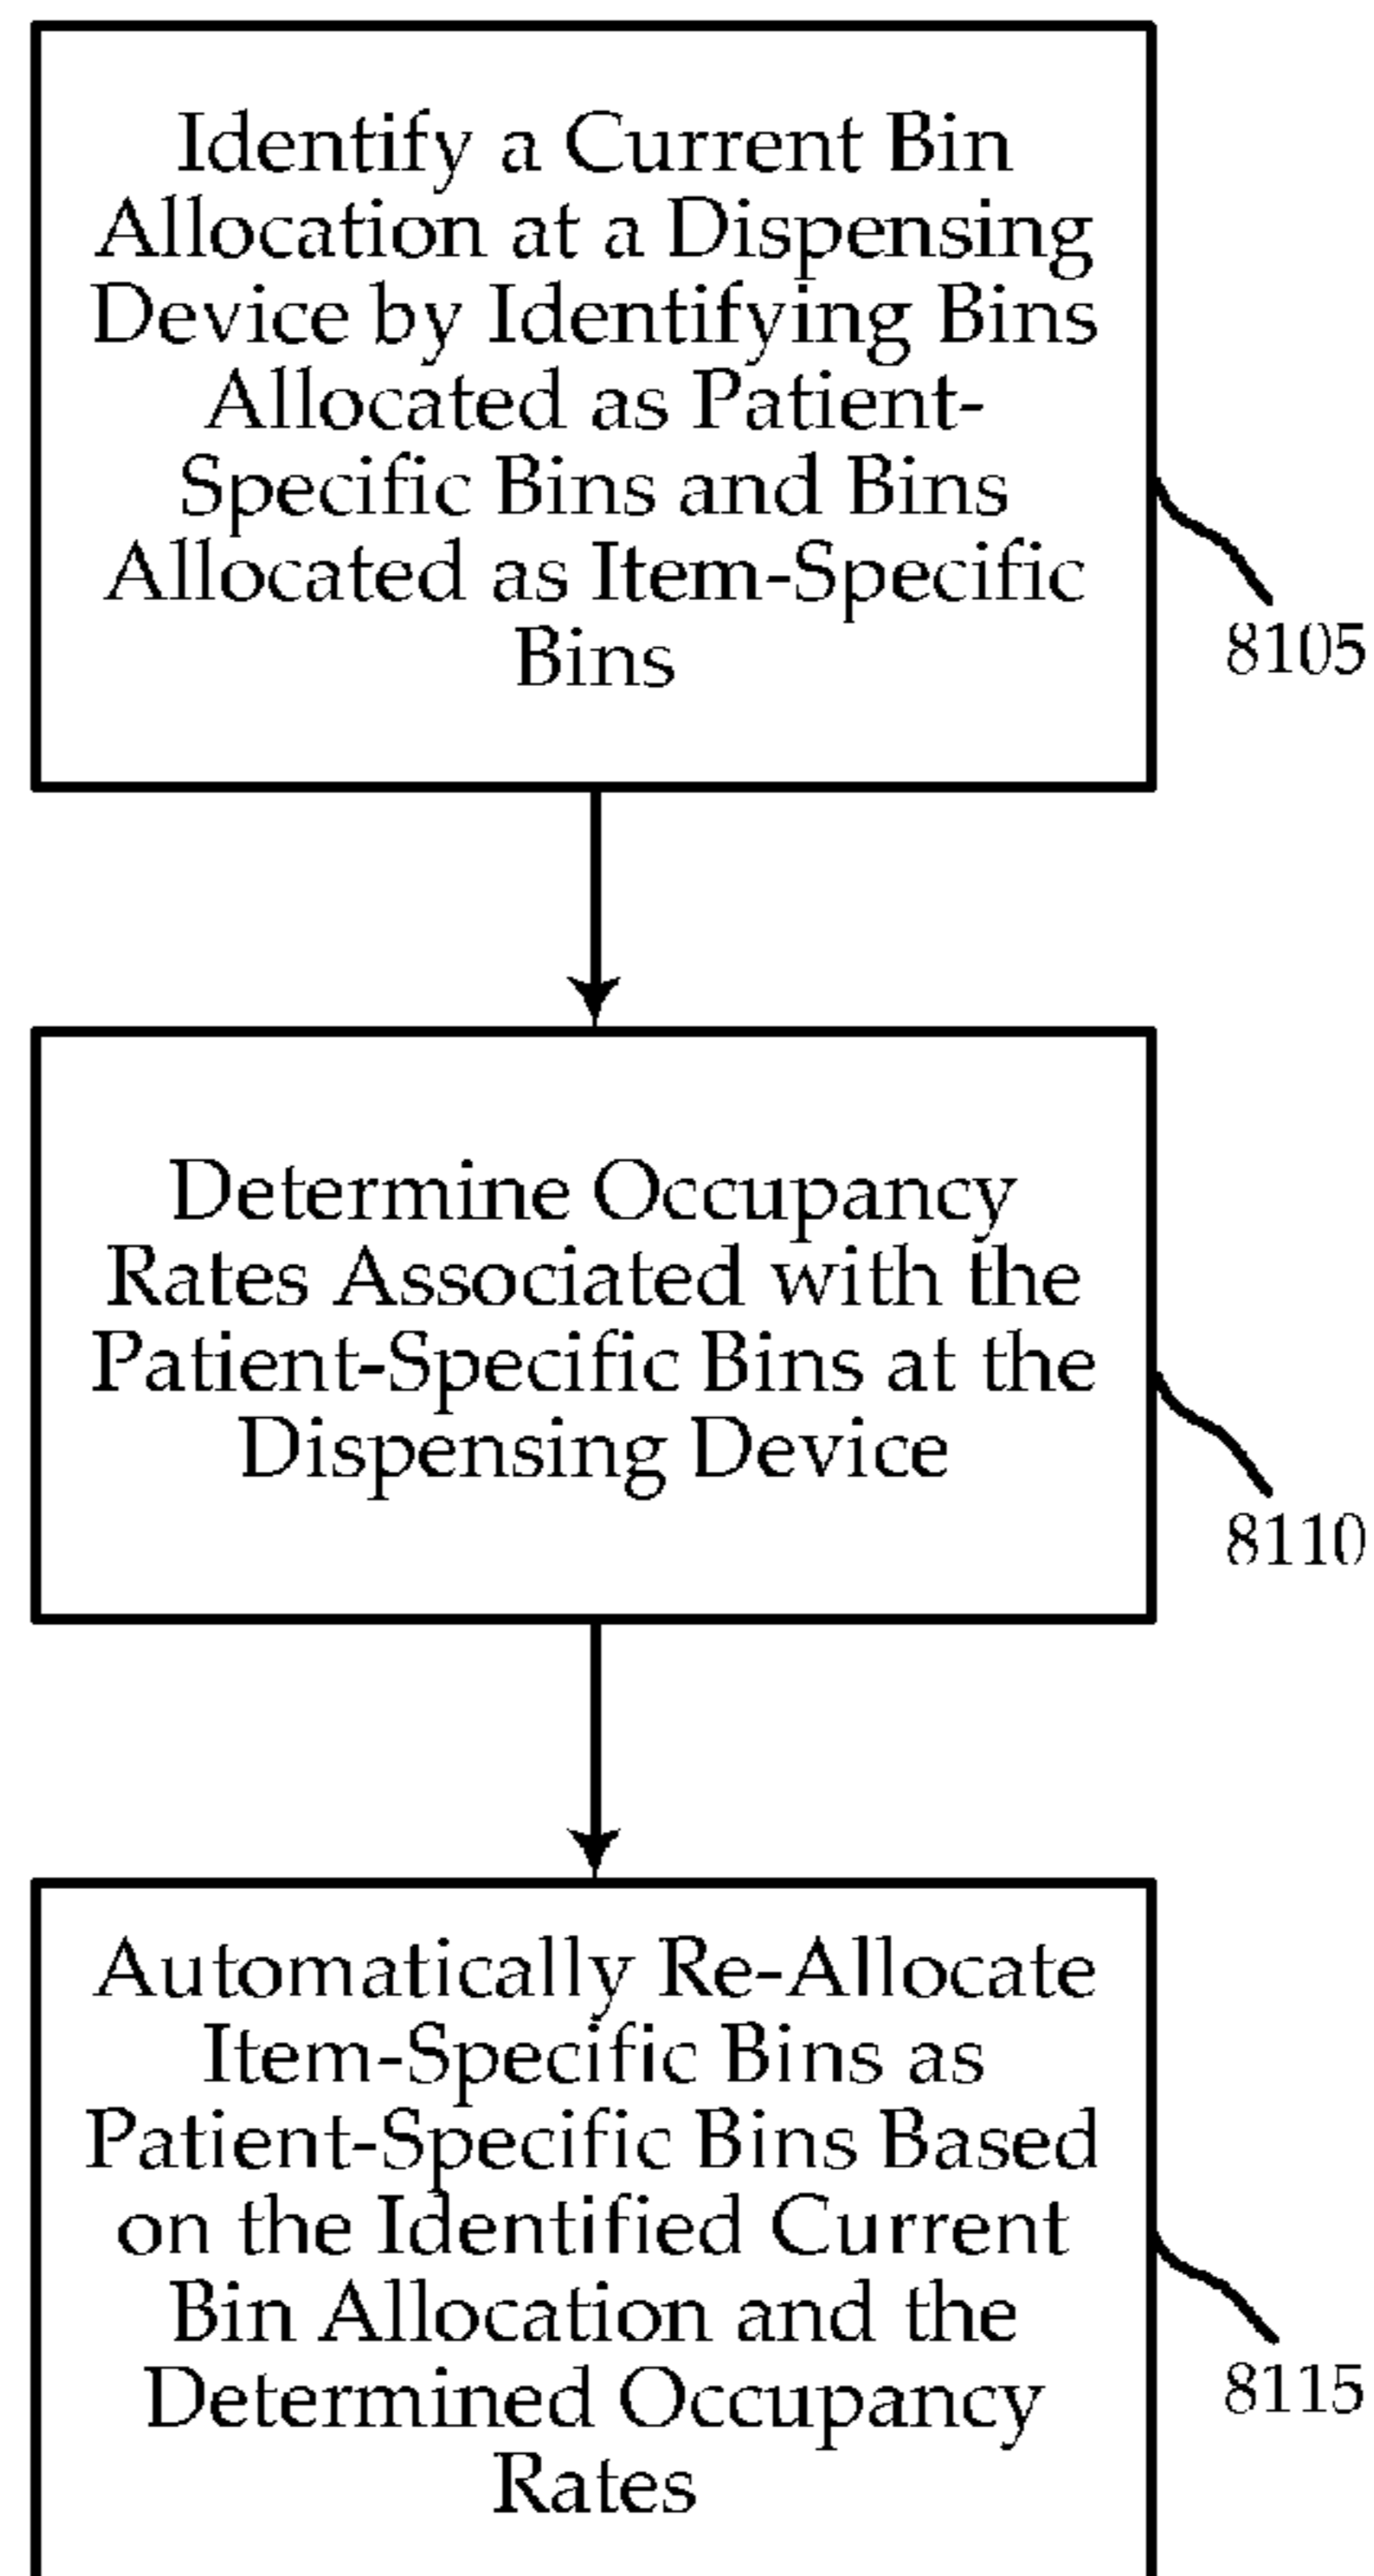 Identify a Current Bin
Allocation at a Dispensing
Device by Identifying Bins
Allocated as Patient-
Specific Bins and Bins
Allocated as Item-Specific
Bins
8105
Determine Occupancy
Rates Associated with the
Patient-Specific Bins at the
Dispensing Device
8110
Automatically Re-Allocate
Item-Specific Bins as
Patient-Specific Bins Based
on the Identified Current
Bin Allocation and the
Determined Occupancy
Rates
8115